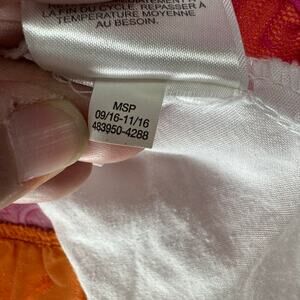 LA FIN DU CYCLE. REPASSER À
TEMPÉRATURE MOYENNE
AU BESOIN.
MSP
09/16-11/16
483950-4288